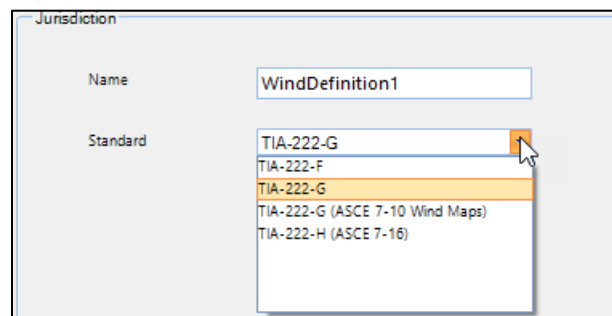 Jurisdiction
Name WindDefinition1
Standard TIA-222-G
TIA-222-F
TIA-222-G
TIA-222-G (ASCE 7-10 Wind Maps)
TIA-222-H (ASCE 7-16)